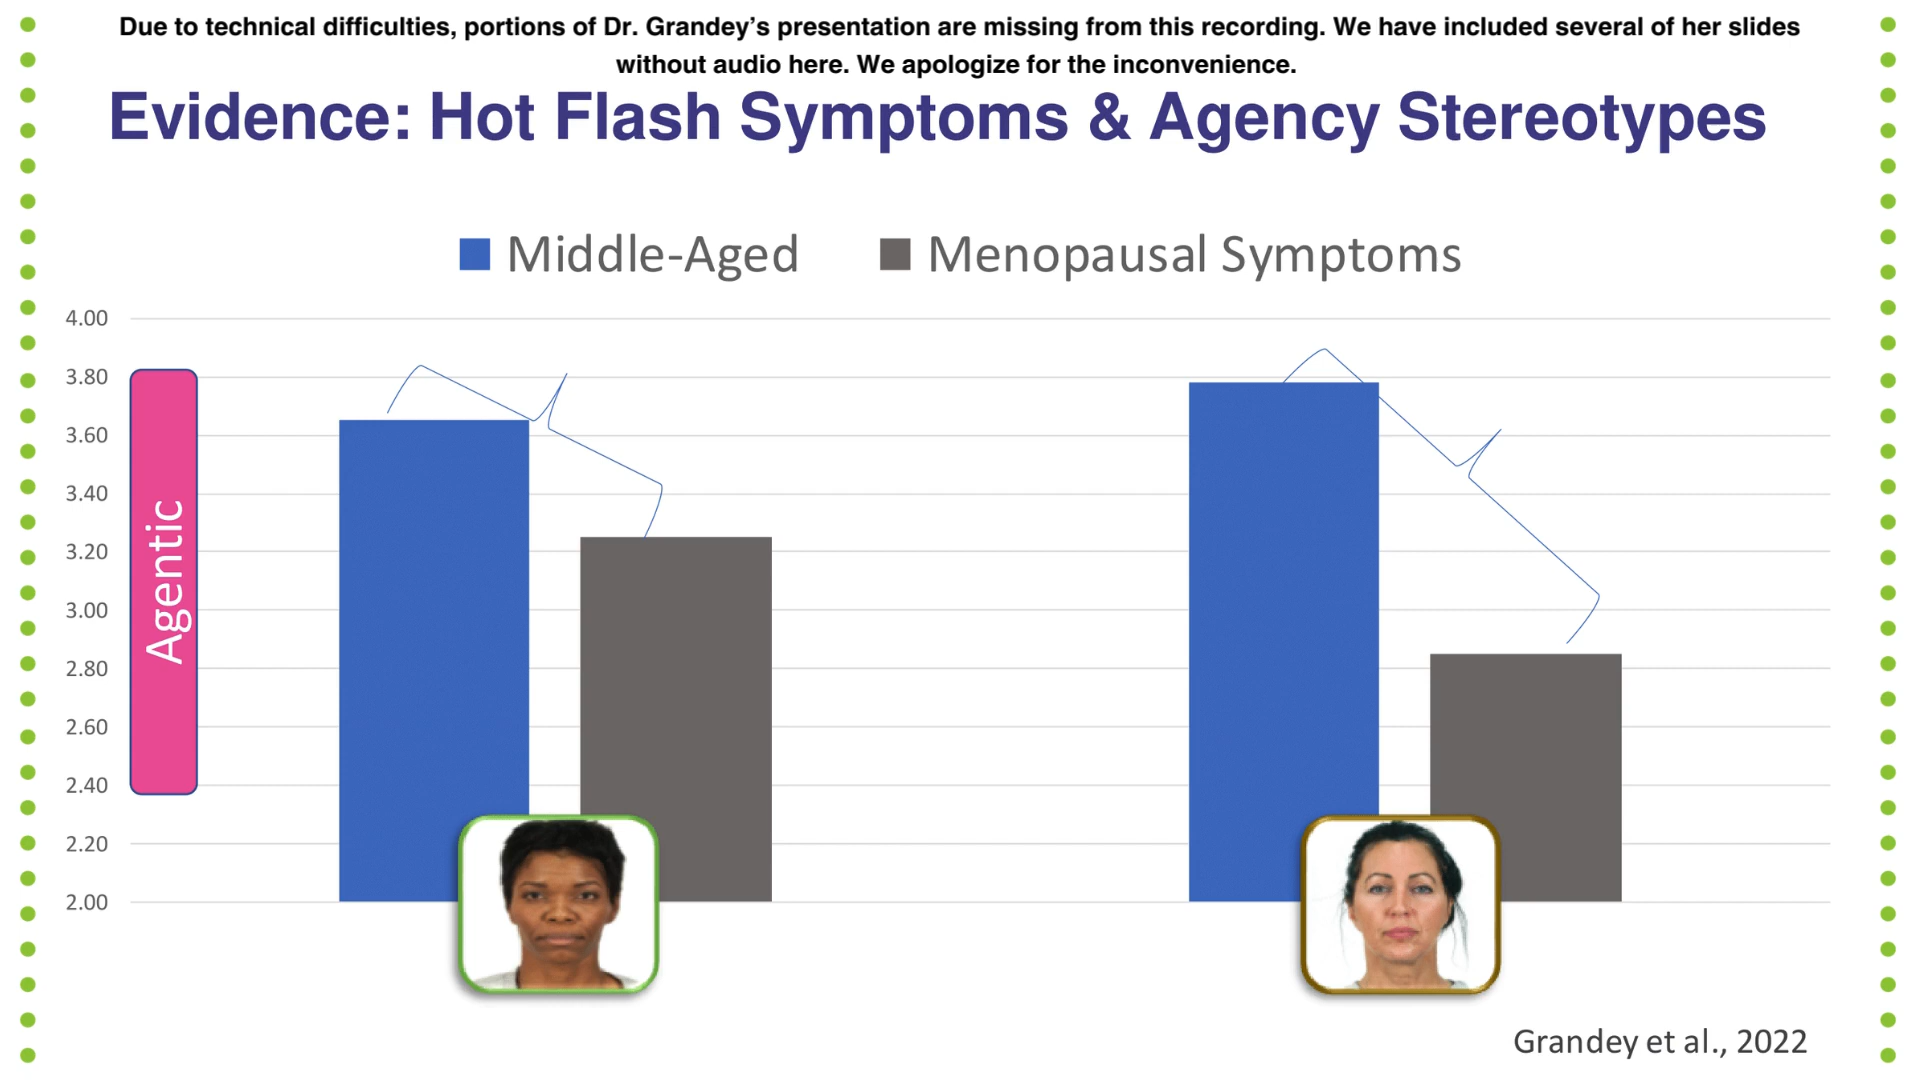 Due to technical difficulties, portions of Dr. Grandey’s presentation are missing from this recording. We have included several of her slides
without audio here. We apologize for the inconvenience.
Evidence: Hot Flash Symptoms & Agency Stereotypes
Middle-Aged
Menopausal Symptoms
4.00
3.80
3.60
3.40
3.20
3.00
2.80
2.60
2.40
2.20
2.00
Agentic
Grandey et al., 2022